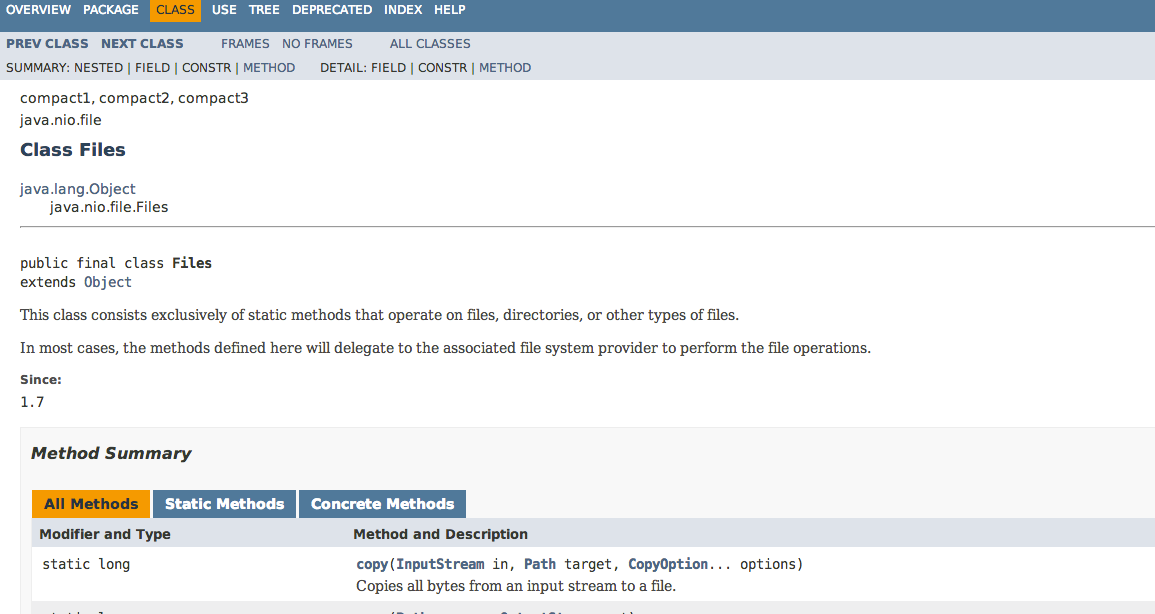 OVERVIEW PACKAGE CLASS USE TREE DEPRECATED INDEX HELP
PREV CLASS NEXT CLASS FRAMES NO FRAMES ALL CLASSES
SUMMARY: NESTED | FIELD | CONSTR | METHOD DETAIL: FIELD | CONSTR | METHOD
compact1, compact2, compact3
java.nio.file
Class Files
java.lang.Object
java.nio.file.Files
public final class Files
extends Object
This class consists exclusively of static methods that operate on files, directories, or other types of files.
In most cases, the methods defined here will delegate to the associated file system provider to perform the file operations.
Since:
1.7
Method Summary
All Methods Static Methods Concrete Methods
Modifier and Type Method and Description
static long copy(InputStream in, Path target, CopyOption... options)
Copies all bytes from an input stream to a file.